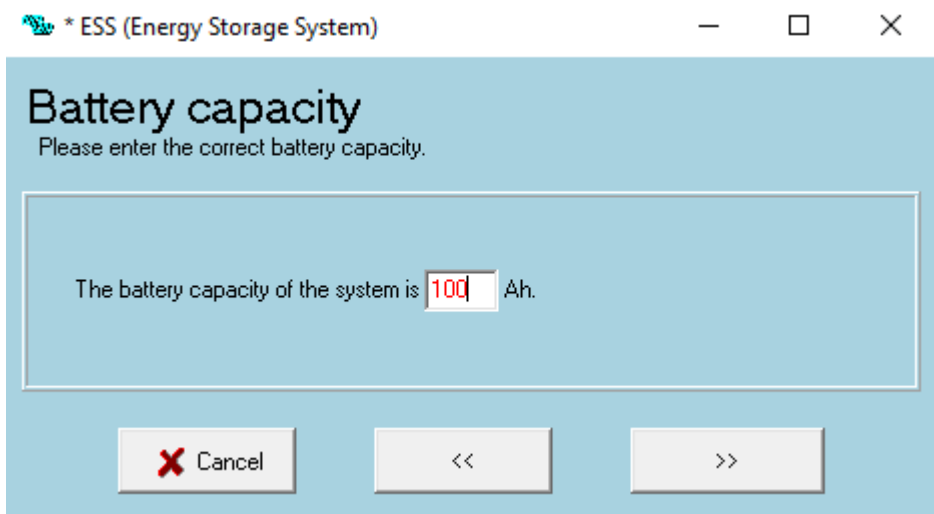 * ESS (Energy Storage System)
Battery capacity
Please enter the correct battery capacity.
The battery capacity of the system is 100 Ah.
Cancel << >>